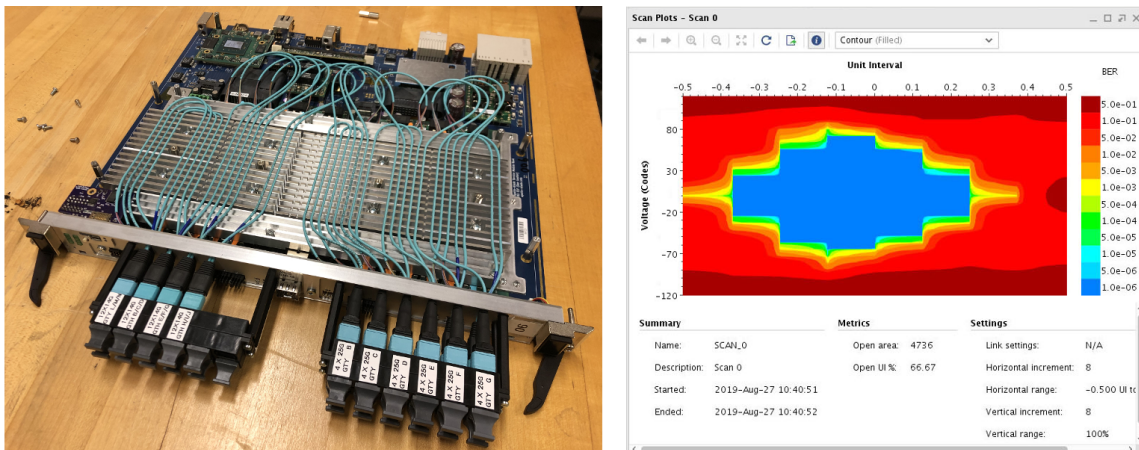 12X14G
GTH E/F/G
12X14G
12X14G
GTH H/I/J
4 X 25G
GTY B
4 X 25G
GTY C
4 X 25G
GTY D
4 X 25G
GTY E
4 X 25G
GTY F
4 X 25G
GTY G
Scan Plots - Scan 0
Contour (Filled)
Unit Interval
BER
-0.5 -0.4 -0.3 -0.2 -0.1 0 0.1 0.2 0.3 0.4 0.5
Voltage (Codes)
80
30
-20
-70
-120
5.0e-01
1.0e-01
5.0e-02
1.0e-02
5.0e-03
1.0e-03
5.0e-04
1.0e-04
5.0e-05
1.0e-05
5.0e-06
1.0e-06
Summary Metrics Settings
Name: SCAN_0 Open area: 4736 Link settings: N/A
Description: Scan 0 Open UI %: 66.67 Horizontal increment: 8
Started: 2019-Aug-27 10:40:51 Horizontal range: -0.500 UI to
Ended: 2019-Aug-27 10:40:52 Vertical increment: 8
Vertical range: 100%